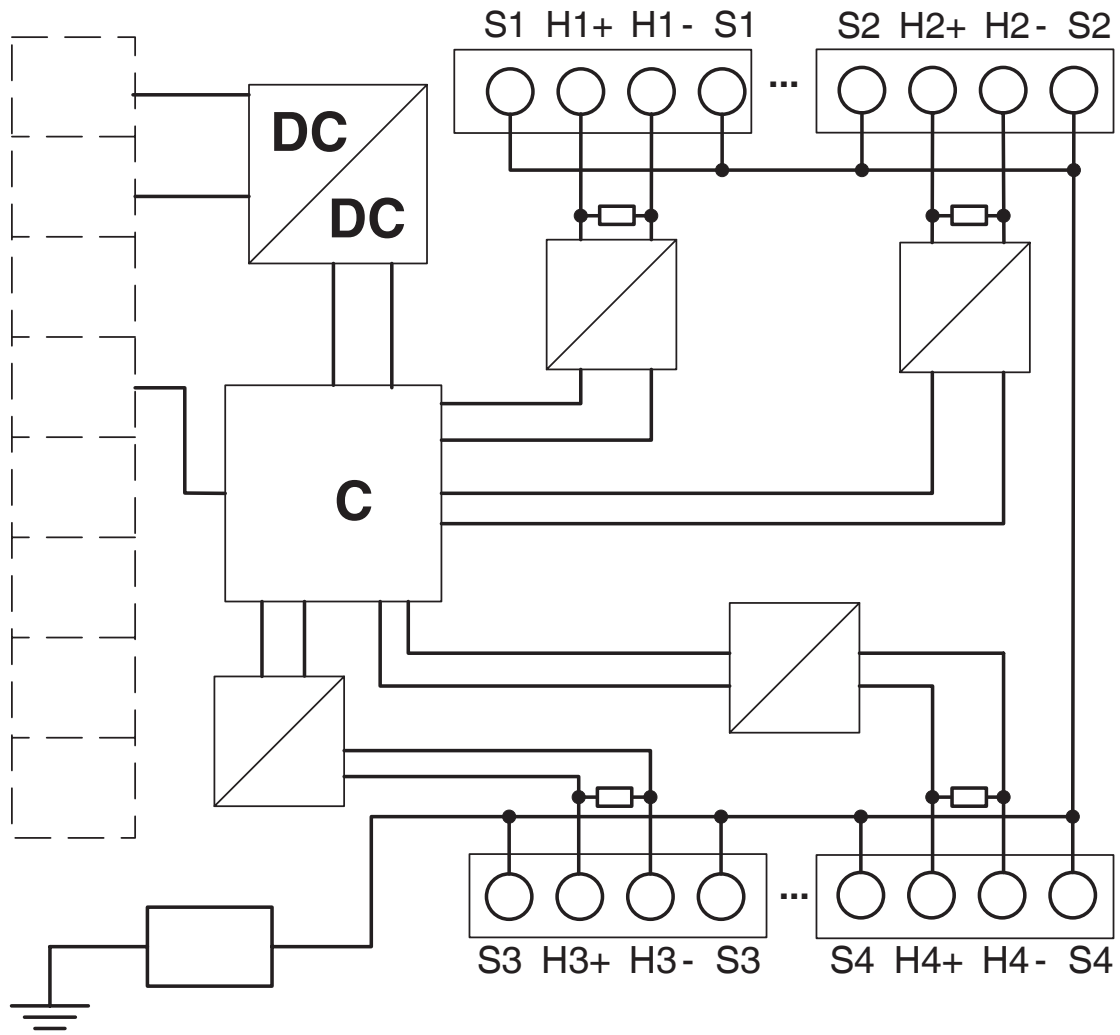 S1 H1+ H1- S1 S2 H2+ H2- S2
...
DC
DC
C
...
S3 H3+ H3- S3 S4 H4+ H4- S4